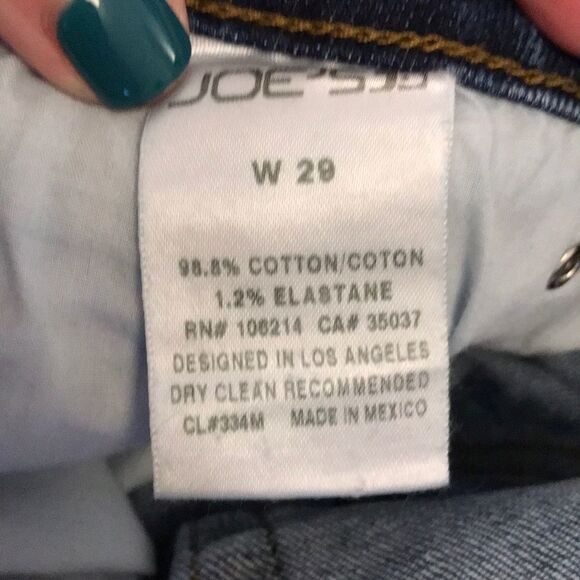 JOE'S
W 29
98.8% COTTON/COTON
1.2% ELASTANE
RN# 106214 CA# 35037
DESIGNED IN LOS ANGELES
DRY CLEAN RECOMMENDED
CL#334M MADE IN MEXICO